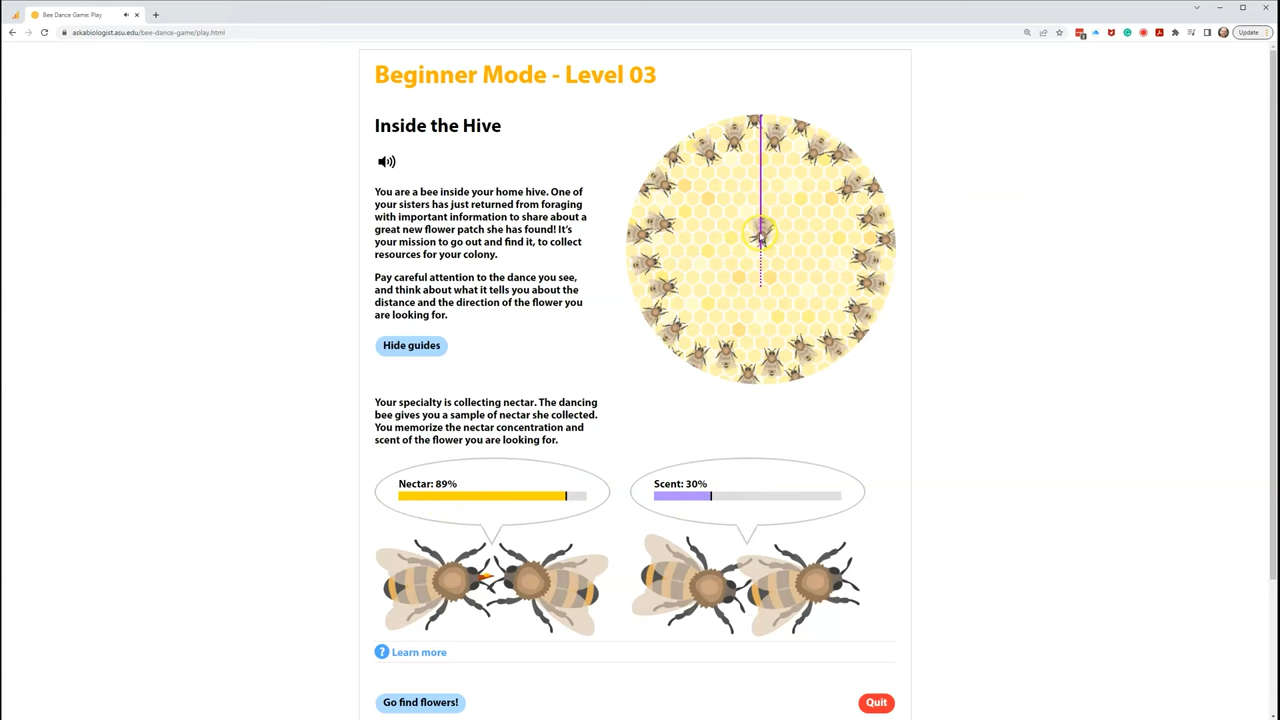 Bee Dance Game: Play
askabiologist.asu.edu/bee-dance-game/play.html
Update
Beginner Mode - Level 03
Inside the Hive
You are a bee inside your home hive. One of
your sisters has just returned from foraging
with important information to share about a
great new flower patch she has found! It's
your mission to go out and find it, to collect
resources for your colony.
Pay careful attention to the dance you see,
and think about what it tells you about the
distance and the direction of the flower you
are looking for.
Hide guides
Your specialty is collecting nectar. The dancing
bee gives you a sample of nectar she collected.
You memorize the nectar concentration and
scent of the flower you are looking for.
Nectar: 89%
Scent: 30%
? Learn more
Go find flowers!
Quit